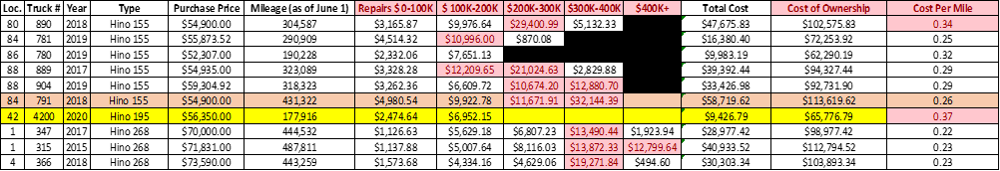 Loc. Truck # Year Type Purchase Price Mileage (as of June 1) Repairs $ 0-100K $ 100K-200K $200K-300K $300K-400K $400K+ Total Cost Cost of Ownership Cost Per Mile
80 890 2018 Hino 155 $54,900.00 304,587 $3,165.87 $9,976.64 $29,400.99 $5,132.33 $47,675.83 $102,575.83 0.34
84 781 2019 Hino 155 $55,873.52 290,909 $4,514.32 $10,996.00 $870.08 $16,380.40 $72,253.92 0.25
86 780 2019 Hino 155 $52,307.00 190,228 $2,332.06 $7,651.13 $9,983.19 $62,290.19 0.32
88 889 2017 Hino 155 $54,935.00 323,089 $3,328.28 $12,209.65 $21,024.63 $2,829.88 $39,392.44 $94,327.44 0.29
88 904 2019 Hino 155 $59,304.92 318,323 $3,262.36 $6,609.72 $10,674.20 $12,880.70 $33,426.98 $92,731.90 0.29
84 791 2018 Hino 155 $54,900.00 431,322 $4,980.54 $9,922.78 $11,671.91 $32,144.39 $58,719.62 $113,619.62 0.26
42 4200 2020 Hino 195 $56,350.00 177,916 $2,474.64 $6,952.15 $9,426.79 $65,776.79 0.37
1 347 2017 Hino 268 $70,000.00 444,532 $1,126.63 $5,629.18 $6,807.23 $13,490.44 $1,923.94 $28,977.42 $98,977.42 0.22
1 315 2015 Hino 268 $71,831.00 487,811 $1,137.88 $5,007.64 $8,116.03 $13,872.33 $12,799.64 $40,933.52 $112,794.52 0.23
4 366 2018 Hino 268 $73,590.00 443,259 $1,573.68 $4,334.16 $4,629.06 $19,271.84 $494.60 $30,303.34 $103,893.34 0.23